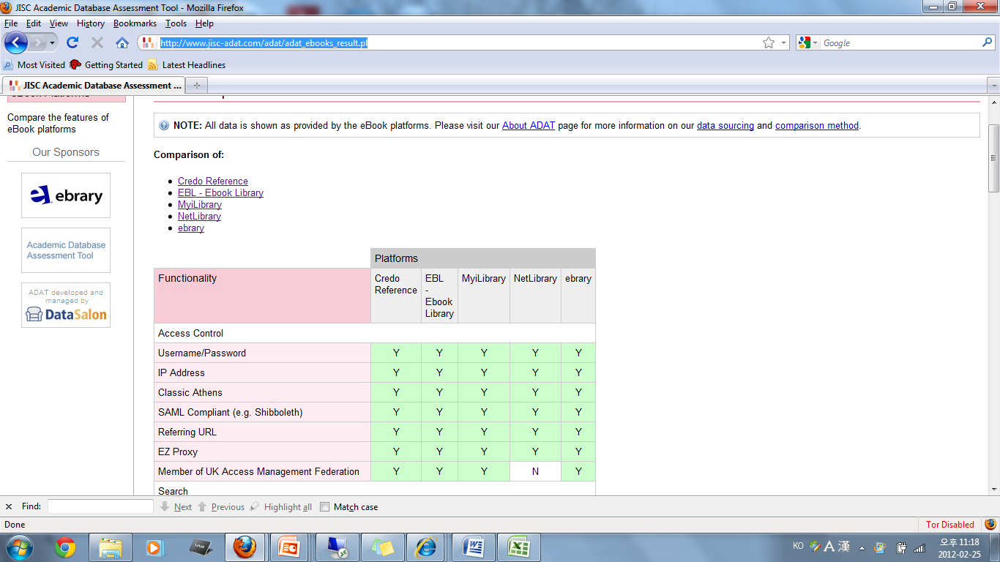 JISC Academic Database Assessment Tool - Mozilla Firefox
File Edit View History Bookmarks Tools Help
http://www.jisc-adat.com/adat/adat_ebooks_result.pl
Google
Most Visited Getting Started Latest Headlines
JISC Academic Database Assessment ...
Compare the features of
eBook platforms
Our Sponsors
ebrary
Academic Database
Assessment Tool
ADAT developed and
managed by
DataSalon
NOTE: All data is shown as provided by the eBook platforms. Please visit our About ADAT page for more information on our data sourcing and comparison method.
Comparison of:
Credo Reference
EBL - Ebook Library
MyiLibrary
NetLibrary
ebrary
Platforms
Functionality
Credo
Reference
EBL
-
Ebook
Library
MyiLibrary
NetLibrary
ebrary
Access Control
Username/Password Y Y Y Y Y
IP Address Y Y Y Y Y
Classic Athens Y Y Y Y Y
SAML Compliant (e.g. Shibboleth) Y Y Y Y Y
Referring URL Y Y Y Y Y
EZ Proxy Y Y Y Y Y
Member of UK Access Management Federation Y Y Y N Y
Search
Find: Next Previous Highlight all Match case
Done
Tor Disabled
KO A 漢
오후 11:18
2012-02-25